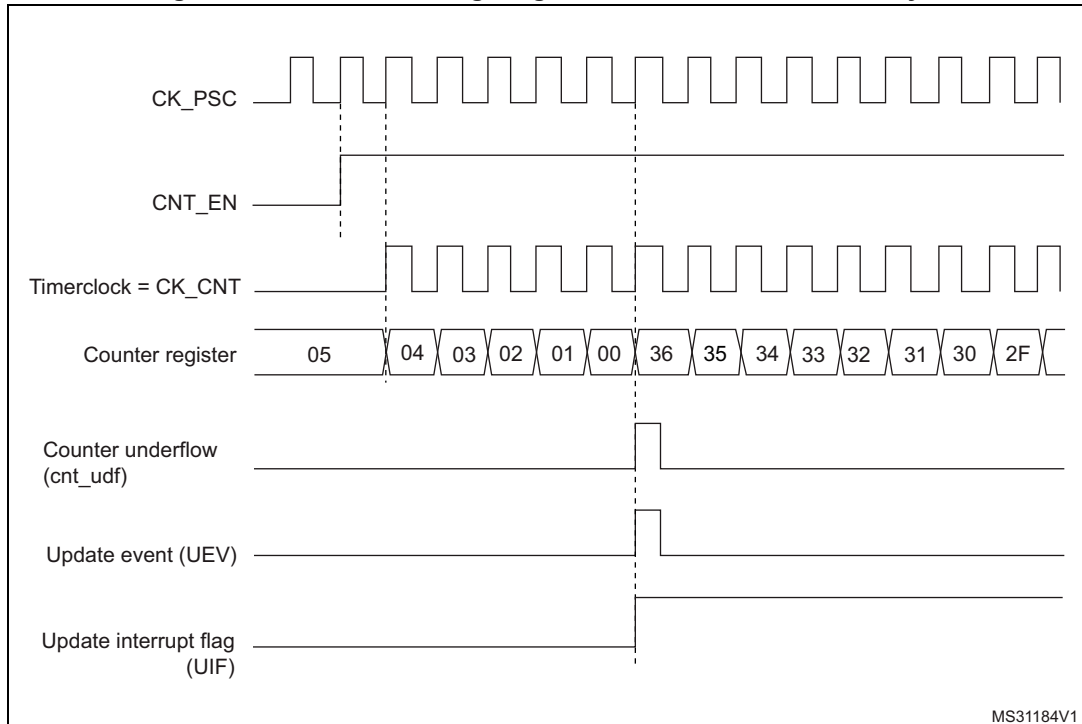 CK_PSC
CNT_EN
Timerclock = CK_CNT
Counter register 05 04 03 02 01 00 36 35 34 33 32 31 30 2F
Counter underflow
(cnt_udf)
Update event (UEV)
Update interrupt flag
(UIF)
MS31184V1